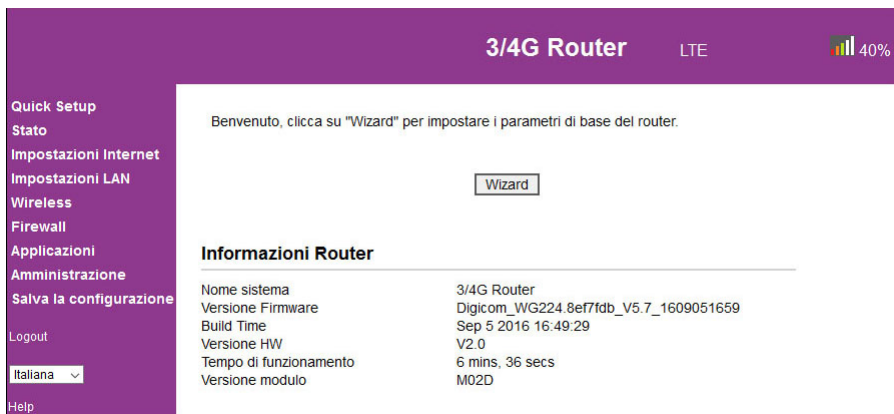 3/4G Router
LTE
40%
Quick Setup
Stato
Impostazioni Internet
Impostazioni LAN
Wireless
Firewall
Applicazioni
Amministrazione
Salva la configurazione
Logout
Italiana
Help
Benvenuto, clicca su "Wizard" per impostare i parametri di base del router.
Wizard
Informazioni Router
Nome sistema 3/4G Router
Versione Firmware Digicom_WG224.8ef7fdb_V5.7_1609051659
Build Time Sep 5 2016 16:49:29
Versione HW V2.0
Tempo di funzionamento 6 mins, 36 secs
Versione modulo M02D